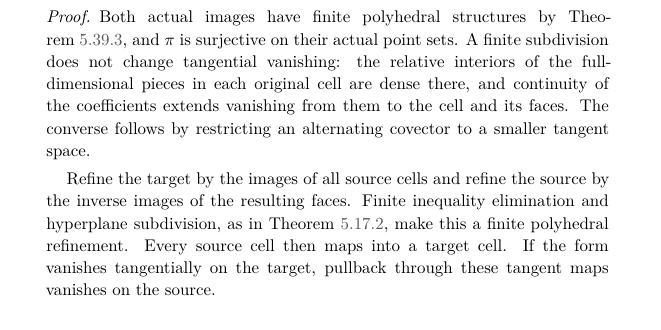 Proof. Both actual images have finite polyhedral structures by Theo-
rem 5.39.3, and π is surjective on their actual point sets. A finite subdivision
does not change tangential vanishing: the relative interiors of the full-
dimensional pieces in each original cell are dense there, and continuity of
the coefficients extends vanishing from them to the cell and its faces. The
converse follows by restricting an alternating covector to a smaller tangent
space.
Refine the target by the images of all source cells and refine the source by
the inverse images of the resulting faces. Finite inequality elimination and
hyperplane subdivision, as in Theorem 5.17.2, make this a finite polyhedral
refinement. Every source cell then maps into a target cell. If the form
vanishes tangentially on the target, pullback through these tangent maps
vanishes on the source.